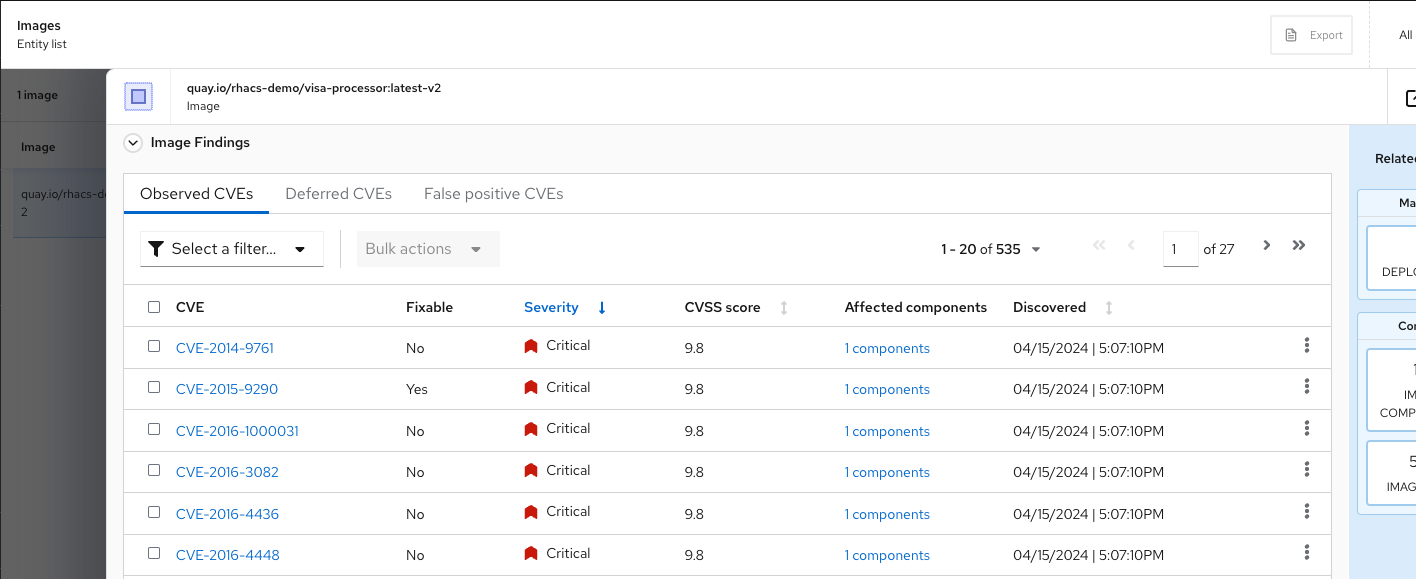 Images
Entity list
Export
All
1 image
quay.io/rhacs-demo/visa-processor:latest-v2
Image
Image
quay.io/rhacs-d
2
Image Findings
Related
Observed CVEs Deferred CVEs False positive CVEs
Select a filter... Bulk actions 1 - 20 of 535 1 of 27
CVE Fixable Severity CVSS score Affected components Discovered
CVE-2014-9761 No Critical 9.8 1 components 04/15/2024 | 5:07:10PM
CVE-2015-9290 Yes Critical 9.8 1 components 04/15/2024 | 5:07:10PM
CVE-2016-1000031 No Critical 9.8 1 components 04/15/2024 | 5:07:10PM
CVE-2016-3082 No Critical 9.8 1 components 04/15/2024 | 5:07:10PM
CVE-2016-4436 No Critical 9.8 1 components 04/15/2024 | 5:07:10PM
CVE-2016-4448 No Critical 9.8 1 components 04/15/2024 | 5:07:10PM
Ma
DEPLO
Co
IM
COMP
5
IMAG